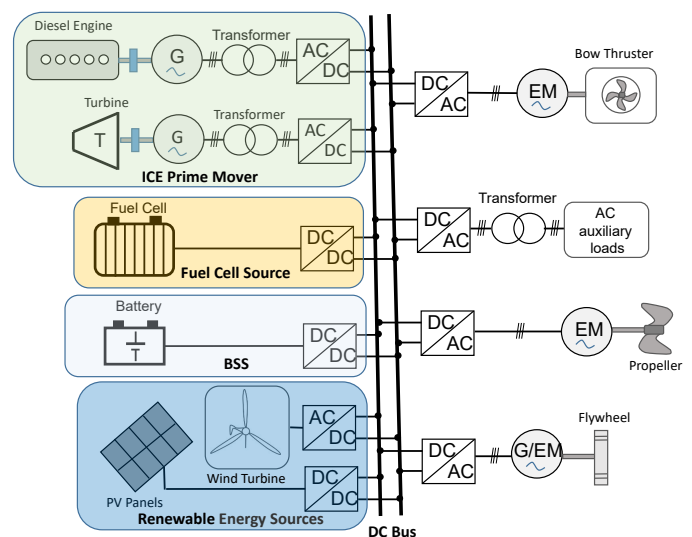 Diesel Engine
G
Transformer
AC
DC
Turbine
T
G
Transformer
AC
DC
ICE Prime Mover
Fuel Cell
DC
DC
Fuel Cell Source
Battery
T
DC
DC
BSS
AC
DC
Wind Turbine
DC
DC
PV Panels
Renewable Energy Sources
DC Bus
DC
AC
EM
Bow Thruster
DC
AC
Transformer
AC
auxiliary
loads
DC
AC
EM
Propeller
DC
AC
G/EM
Flywheel